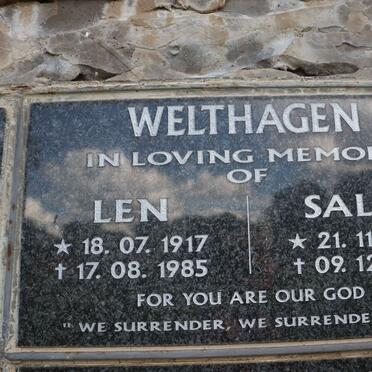 WELTHAGEN
IN LOVING MEMO
OF
LEN SAL
★ 18. 07. 1917 ★ 21. 11
✝ 17. 08. 1985 ✝ 09. 12
FOR YOU ARE OUR GOD
" WE SURRENDER, WE SURRENDE